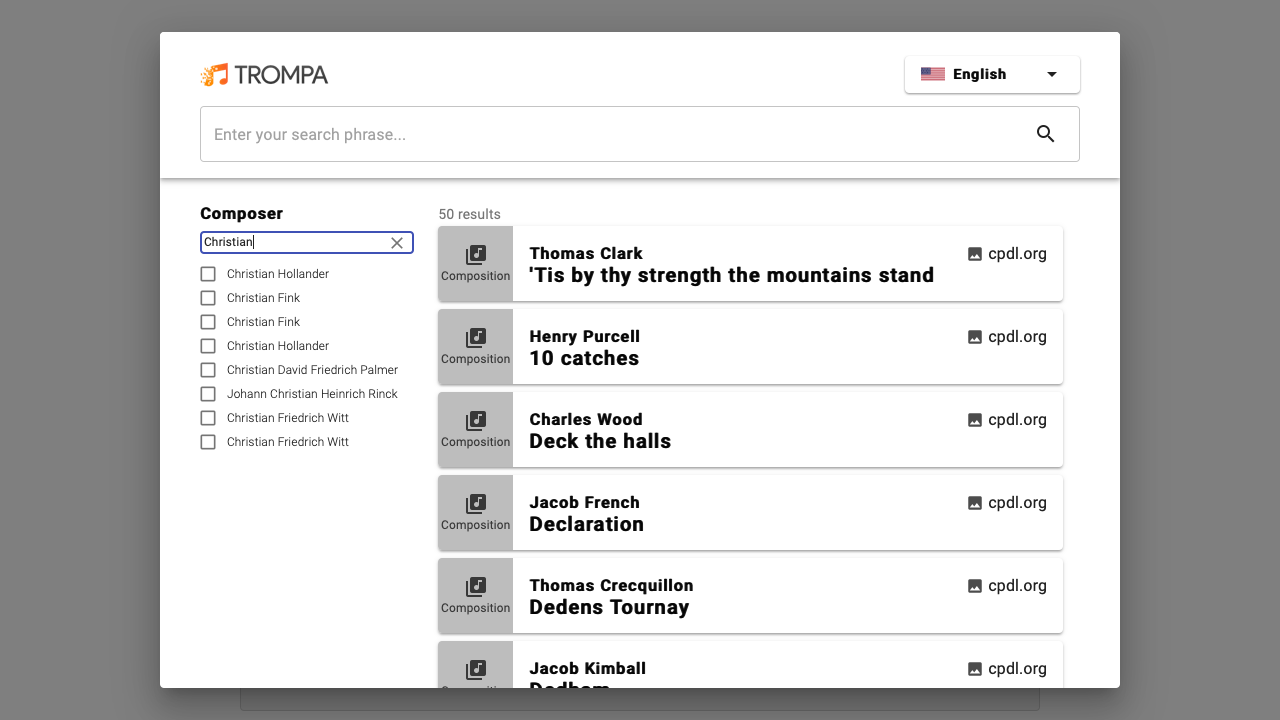 TROMPA
English
Enter your search phrase...
Composer
Christian
Christian Hollander
Christian Fink
Christian Fink
Christian Hollander
Christian David Friedrich Palmer
Johann Christian Heinrich Rinck
Christian Friedrich Witt
Christian Friedrich Witt
50 results
Composition
Thomas Clark
'Tis by thy strength the mountains stand
cpdl.org
Composition
Henry Purcell
10 catches
cpdl.org
Composition
Charles Wood
Deck the halls
cpdl.org
Composition
Jacob French
Declaration
cpdl.org
Composition
Thomas Crecquillon
Dedens Tournay
cpdl.org
Jacob Kimball
Dedham
cpdl.org